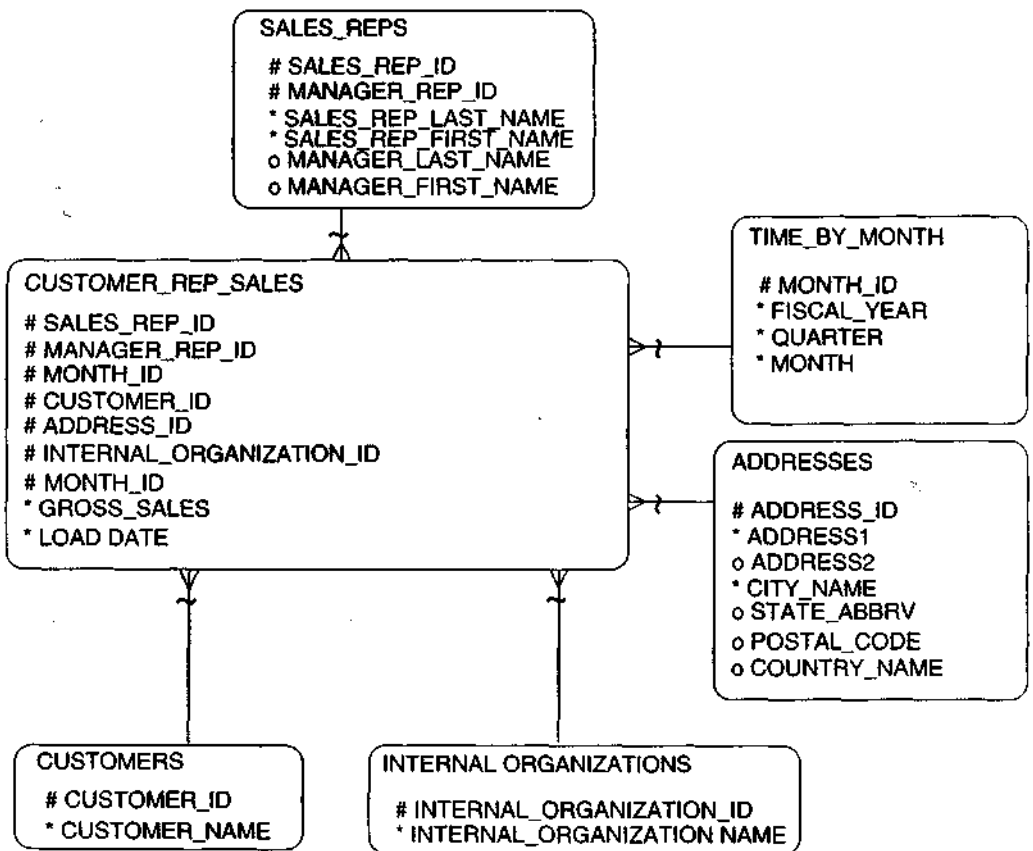 SALES_REPS
# SALES_REP_ID
# MANAGER_REP_ID
* SALES_REP_LAST_NAME
* SALES_REP_FIRST_NAME
o MANAGER_LAST_NAME
o MANAGER_FIRST_NAME
CUSTOMER_REP_SALES
# SALES_REP_ID
# MANAGER_REP_ID
# MONTH_ID
# CUSTOMER_ID
# ADDRESS_ID
# INTERNAL_ORGANIZATION_ID
# MONTH_ID
* GROSS_SALES
* LOAD DATE
TIME_BY_MONTH
# MONTH_ID
* FISCAL_YEAR
* QUARTER
* MONTH
ADDRESSES
# ADDRESS_ID
* ADDRESS1
o ADDRESS2
* CITY_NAME
o STATE_ABBRV
o POSTAL_CODE
o COUNTRY_NAME
CUSTOMERS
# CUSTOMER_ID
* CUSTOMER_NAME
INTERNAL ORGANIZATIONS
# INTERNAL_ORGANIZATION_ID
* INTERNAL_ORGANIZATION NAME